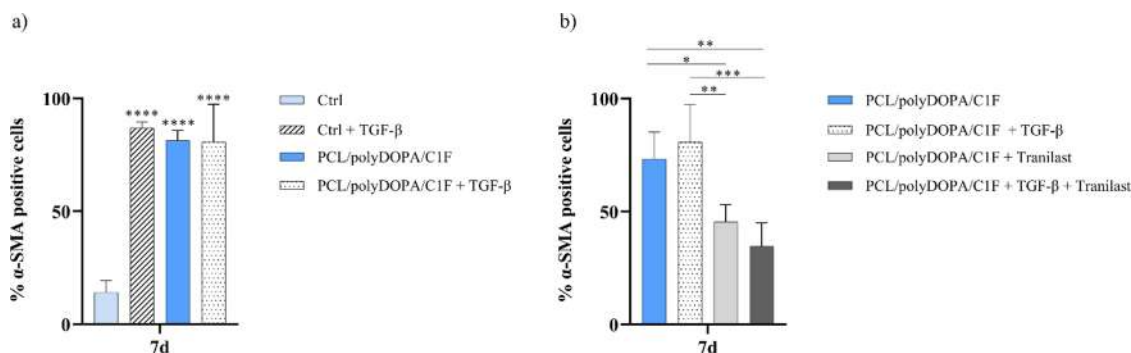 a)
% α-SMA positive cells
100
50
0
****
****
****
7d
Ctrl
Ctrl + TGF-β
PCL/polyDOPA/C1F
PCL/polyDOPA/C1F + TGF-β
b)
% α-SMA positive cells
100
50
0
**
*
***
**
7d
PCL/polyDOPA/C1F
PCL/polyDOPA/C1F + TGF-β
PCL/polyDOPA/C1F + Tranilast
PCL/polyDOPA/C1F + TGF-β + Tranilast